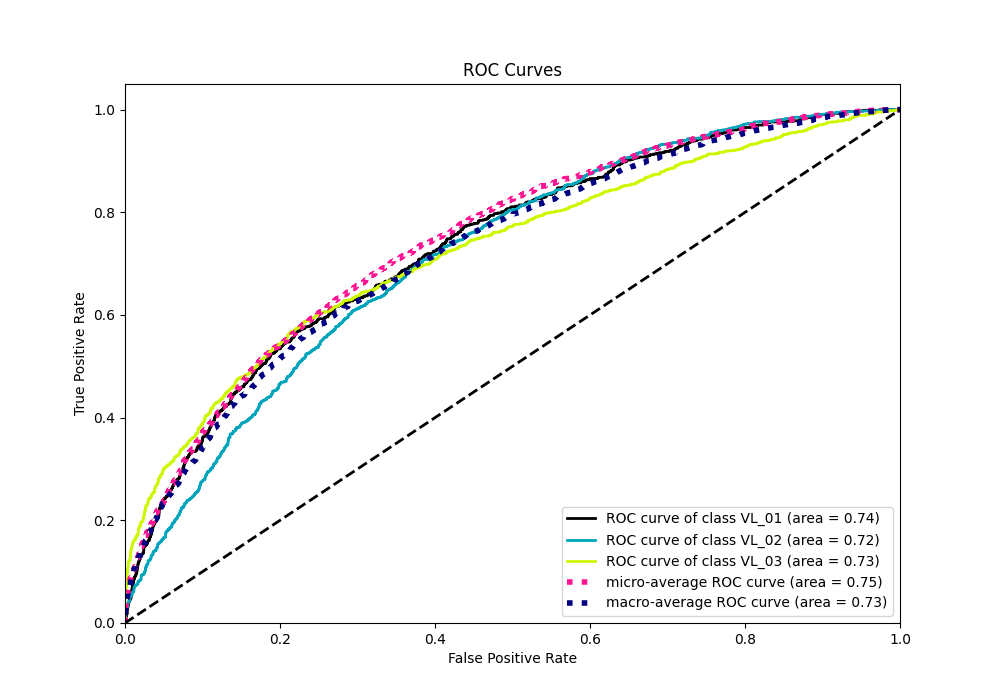 ROC Curves
True Positive Rate
1.0
0.8
0.6
0.4
0.2
0.0
0.0 0.2 0.4 0.6 0.8 1.0
False Positive Rate
ROC curve of class VL_01 (area = 0.74)
ROC curve of class VL_02 (area = 0.72)
ROC curve of class VL_03 (area = 0.73)
micro-average ROC curve (area = 0.75)
macro-average ROC curve (area = 0.73)